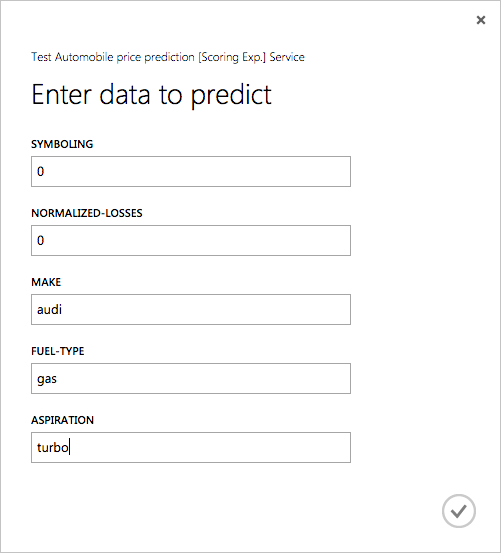 Test Automobile price prediction [Scoring Exp.] Service
Enter data to predict
SYMBOLING
0
NORMALIZED-LOSSES
0
MAKE
audi
FUEL-TYPE
gas
ASPIRATION
turbo